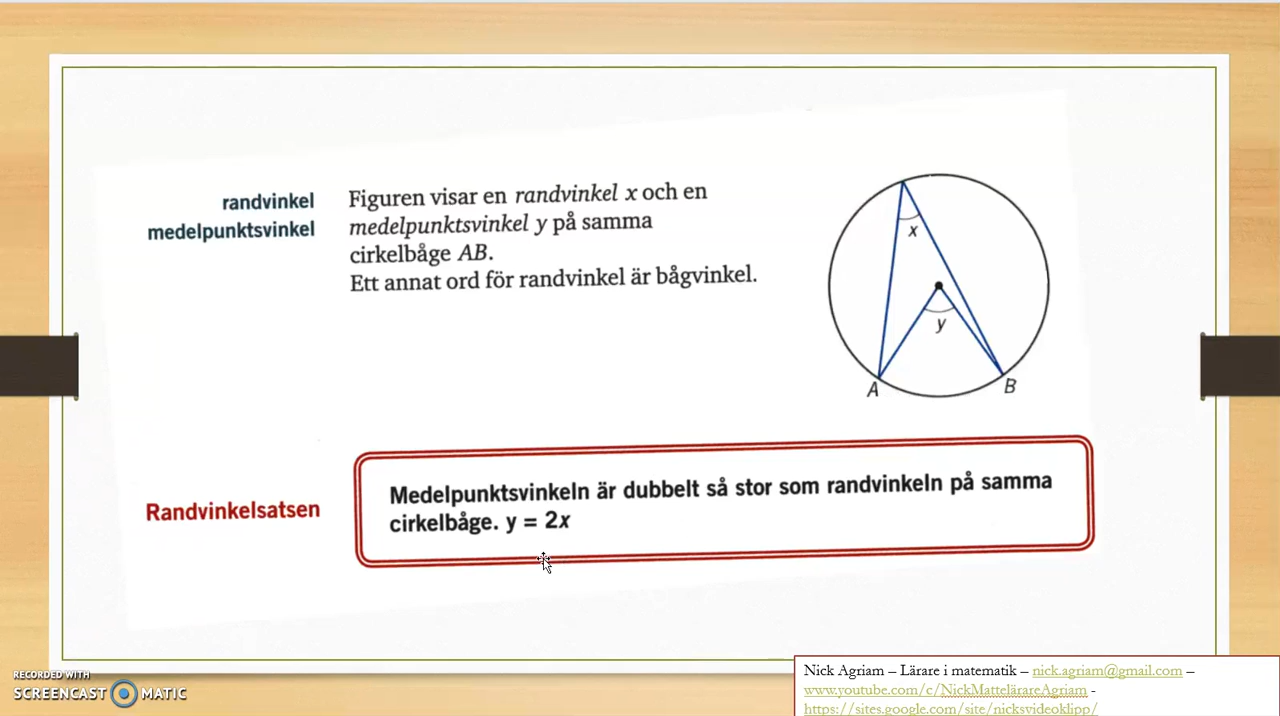 randvinkel
medelpunktsvinkel
Figuren visar en randvinkel x och en
medelpunktsvinkel y på samma
cirkelbåge AB.
Ett annat ord för randvinkel är bågvinkel.
x
y
A
B
Randvinkelsatsen
Medelpunktsvinkeln är dubbelt så stor som randvinkeln på samma
cirkelbåge. y = 2x
RECORDED WITH
SCREENCAST MATIC
Nick Agriam – Lärare i matematik – nick.agriam@gmail.com –
www.youtube.com/c/NickMattelärareAgriam -
https://sites.google.com/site/nicksvideoklipp/